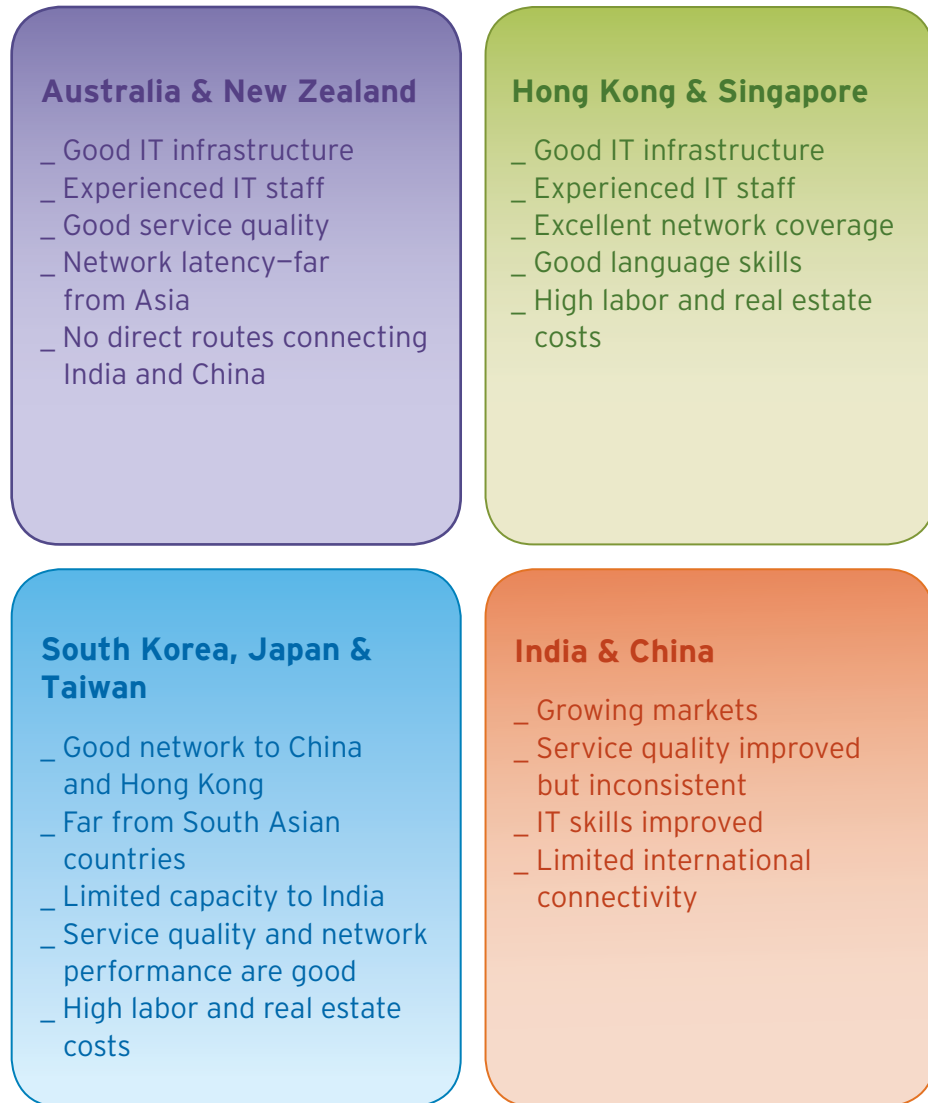 Australia & New Zealand
_ Good IT infrastructure
_ Experienced IT staff
_ Good service quality
_ Network latency—far
from Asia
_ No direct routes connecting
India and China
Hong Kong & Singapore
_ Good IT infrastructure
_ Experienced IT staff
_ Excellent network coverage
_ Good language skills
_ High labor and real estate
costs
South Korea, Japan &
Taiwan
_ Good network to China
and Hong Kong
_ Far from South Asian
countries
_ Limited capacity to India
_ Service quality and network
performance are good
_ High labor and real estate
costs
India & China
_ Growing markets
_ Service quality improved
but inconsistent
_ IT skills improved
_ Limited international
connectivity